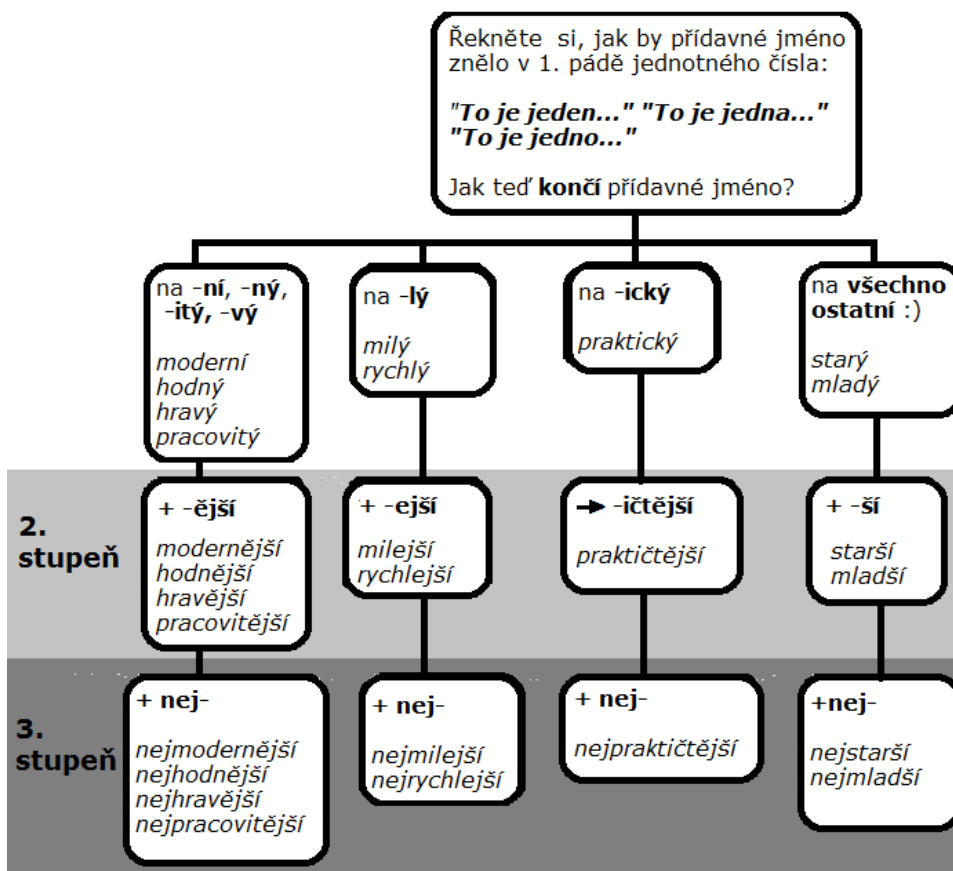 Řekněte  si, jak by přídavné jméno
znělo v 1. pádě jednotného čísla:
"To je jeden..." "To je jedna..."
"To je jedno..."
Jak teď končí přídavné jméno?
na -ní, -ný,
-itý, -vý
moderní
hodný
hravý
pracovitý
na -lý
milý
rychlý
na -ický
praktický
na všechno
ostatní :)
starý
mladý
2.
stupeň
+ -ější
modernější
hodnější
hravější
pracovitější
+ -ejší
milejší
rychlejší
→ -ičtější
praktičtější
+ -ší
starší
mladší
3.
stupeň
+ nej-
nejmodernější
nejhodnější
nejhravější
nejpracovitější
+ nej-
nejmilejší
nejrychlejší
+ nej-
nejpraktičtější
+nej-
nejstarší
nejmladší